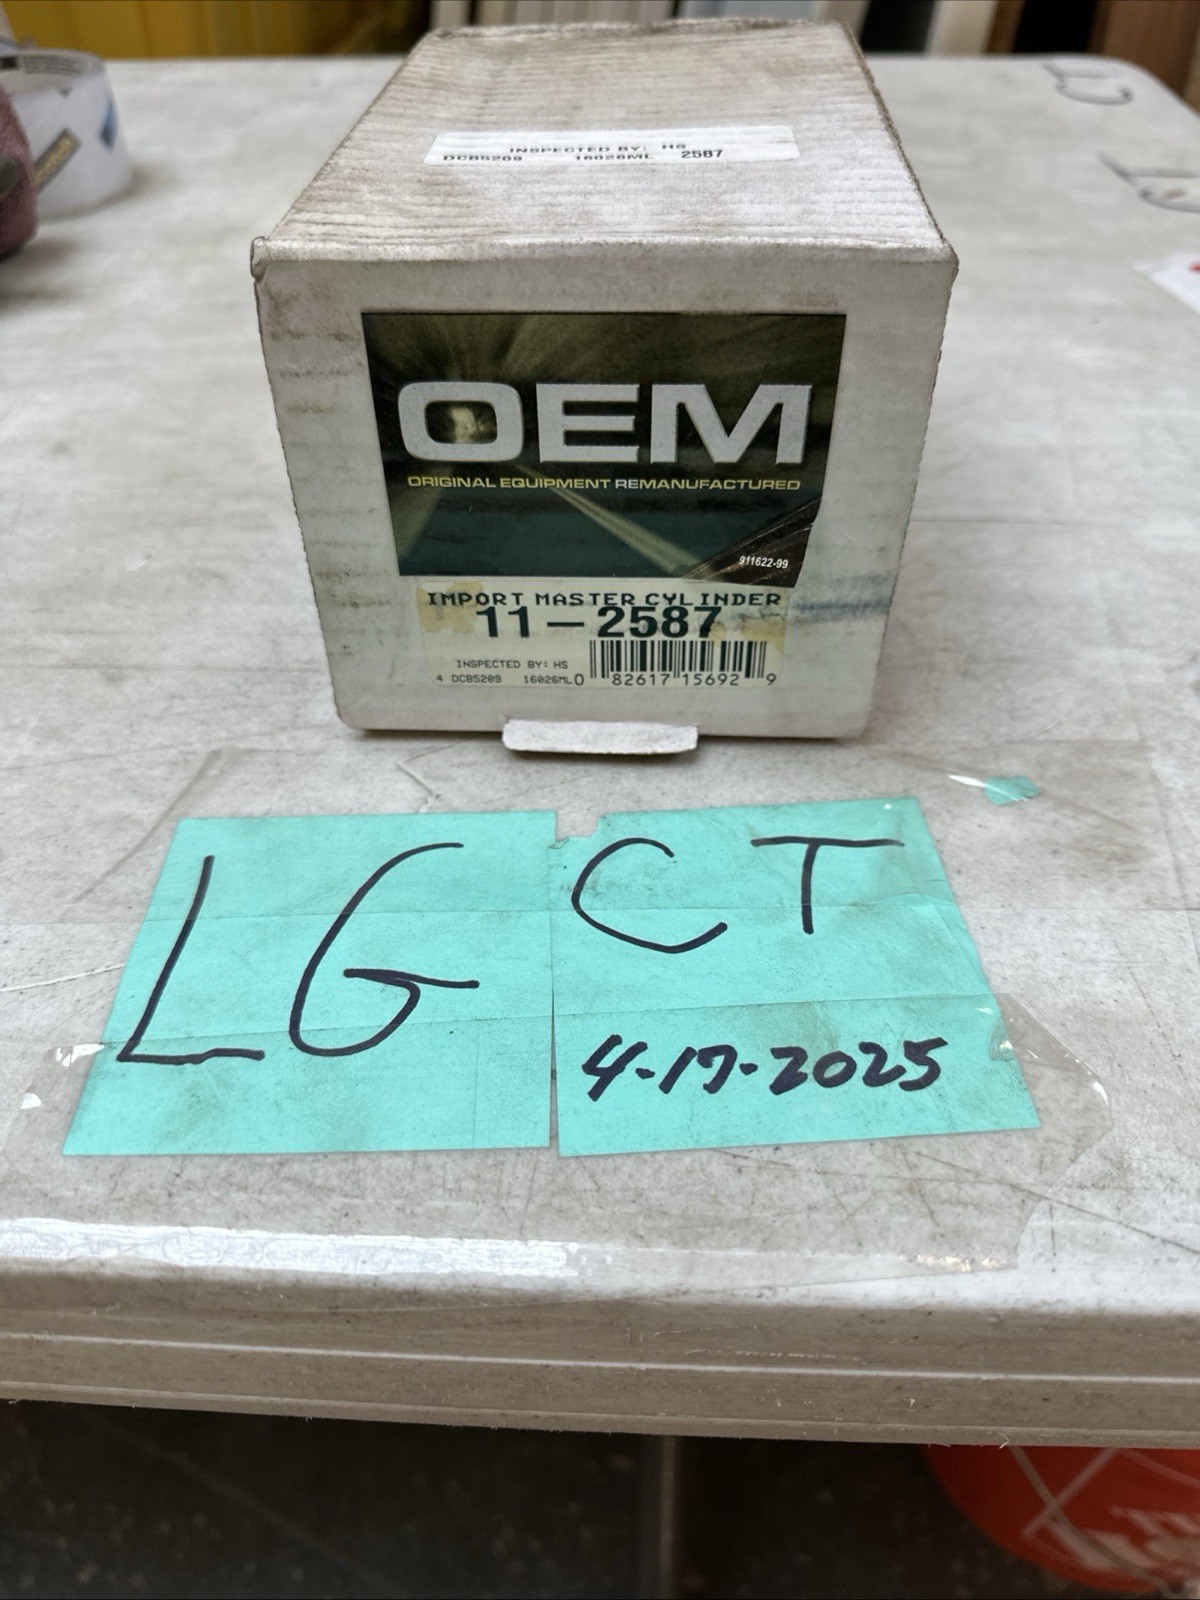 INSPECTED BY: HS
DCB5209 16026ML 2587
OEM
ORIGINAL EQUIPMENT REMANUFACTURED
911622-99
IMPORT MASTER CYLINDER
11-2587
INSPECTED BY: HS
4 DCB5209 16026ML
0 82617 15692 9
LG CT
4-17-2025